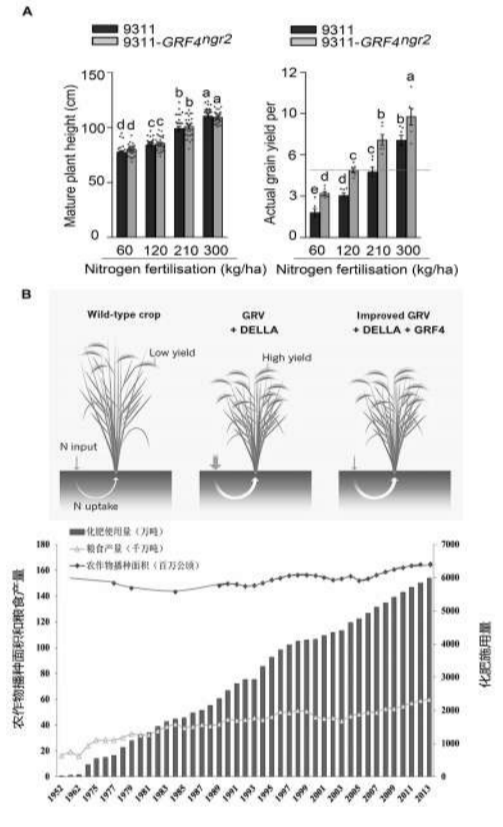 A
9311
9311-GRF4ngr2
9311
9311-GRF4ngr2
Mature plant height (cm)
150
100
50
0
d d c c b b a a
60 120 210 300
Nitrogen fertilisation (kg/ha)
Actual grain yield per
12
10
6
3
0
e d d c c b b a
60 120 210 300
Nitrogen fertilisation (kg/ha)
B
Wild-type crop
GRV
+ DELLA
Improved GRV
+ DELLA + GRF4
Low yield
High yield
N input
N uptake
化肥使用量（万吨）
粮食产量（千万吨）
农作物播种面积（百万公顷）
农作物播种面积和粮食产量
180
160
140
120
100
80
60
40
20
0
7000
6000
5000
4000
3000
2000
1000
0
化肥施用量
1952 1962 1975 1977 1979 1981 1983 1985 1987 1989 1991 1993 1995 1997 1999 2001 2003 2005 2007 2009 2011 2013